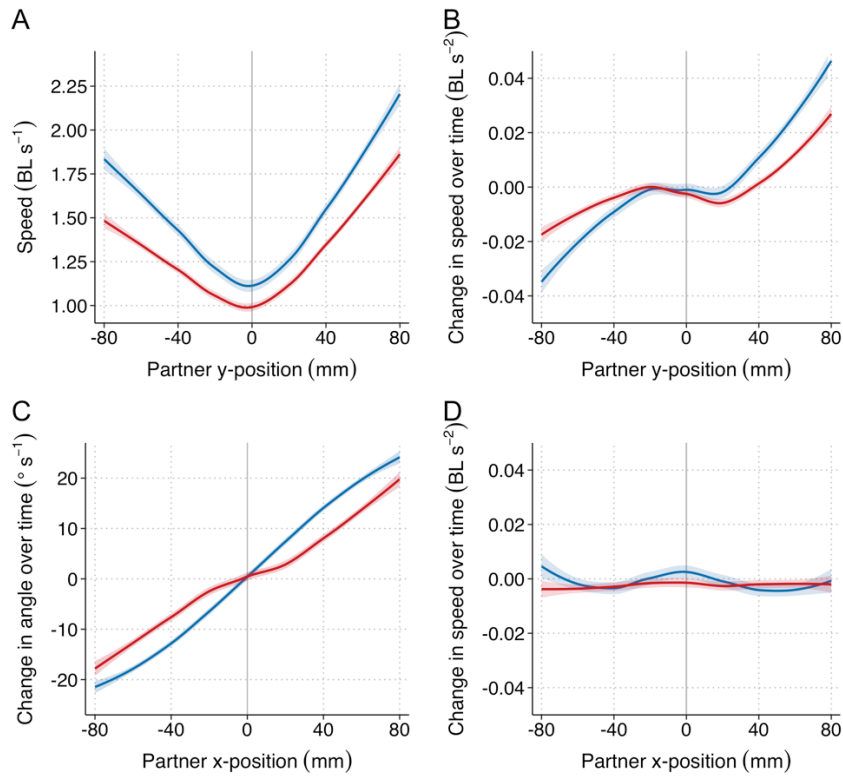 A
Speed (BL s⁻¹)
2.25
2.00
1.75
1.50
1.25
1.00
-80 -40 0 40 80
Partner y-position (mm)
B
Change in speed over time (BL s⁻²)
0.04
0.02
0.00
-0.02
-0.04
-80 -40 0 40 80
Partner y-position (mm)
C
Change in angle over time (° s⁻¹)
20
10
0
-10
-20
-80 -40 0 40 80
Partner x-position (mm)
D
Change in speed over time (BL s⁻²)
0.04
0.02
0.00
-0.02
-0.04
-80 -40 0 40 80
Partner x-position (mm)